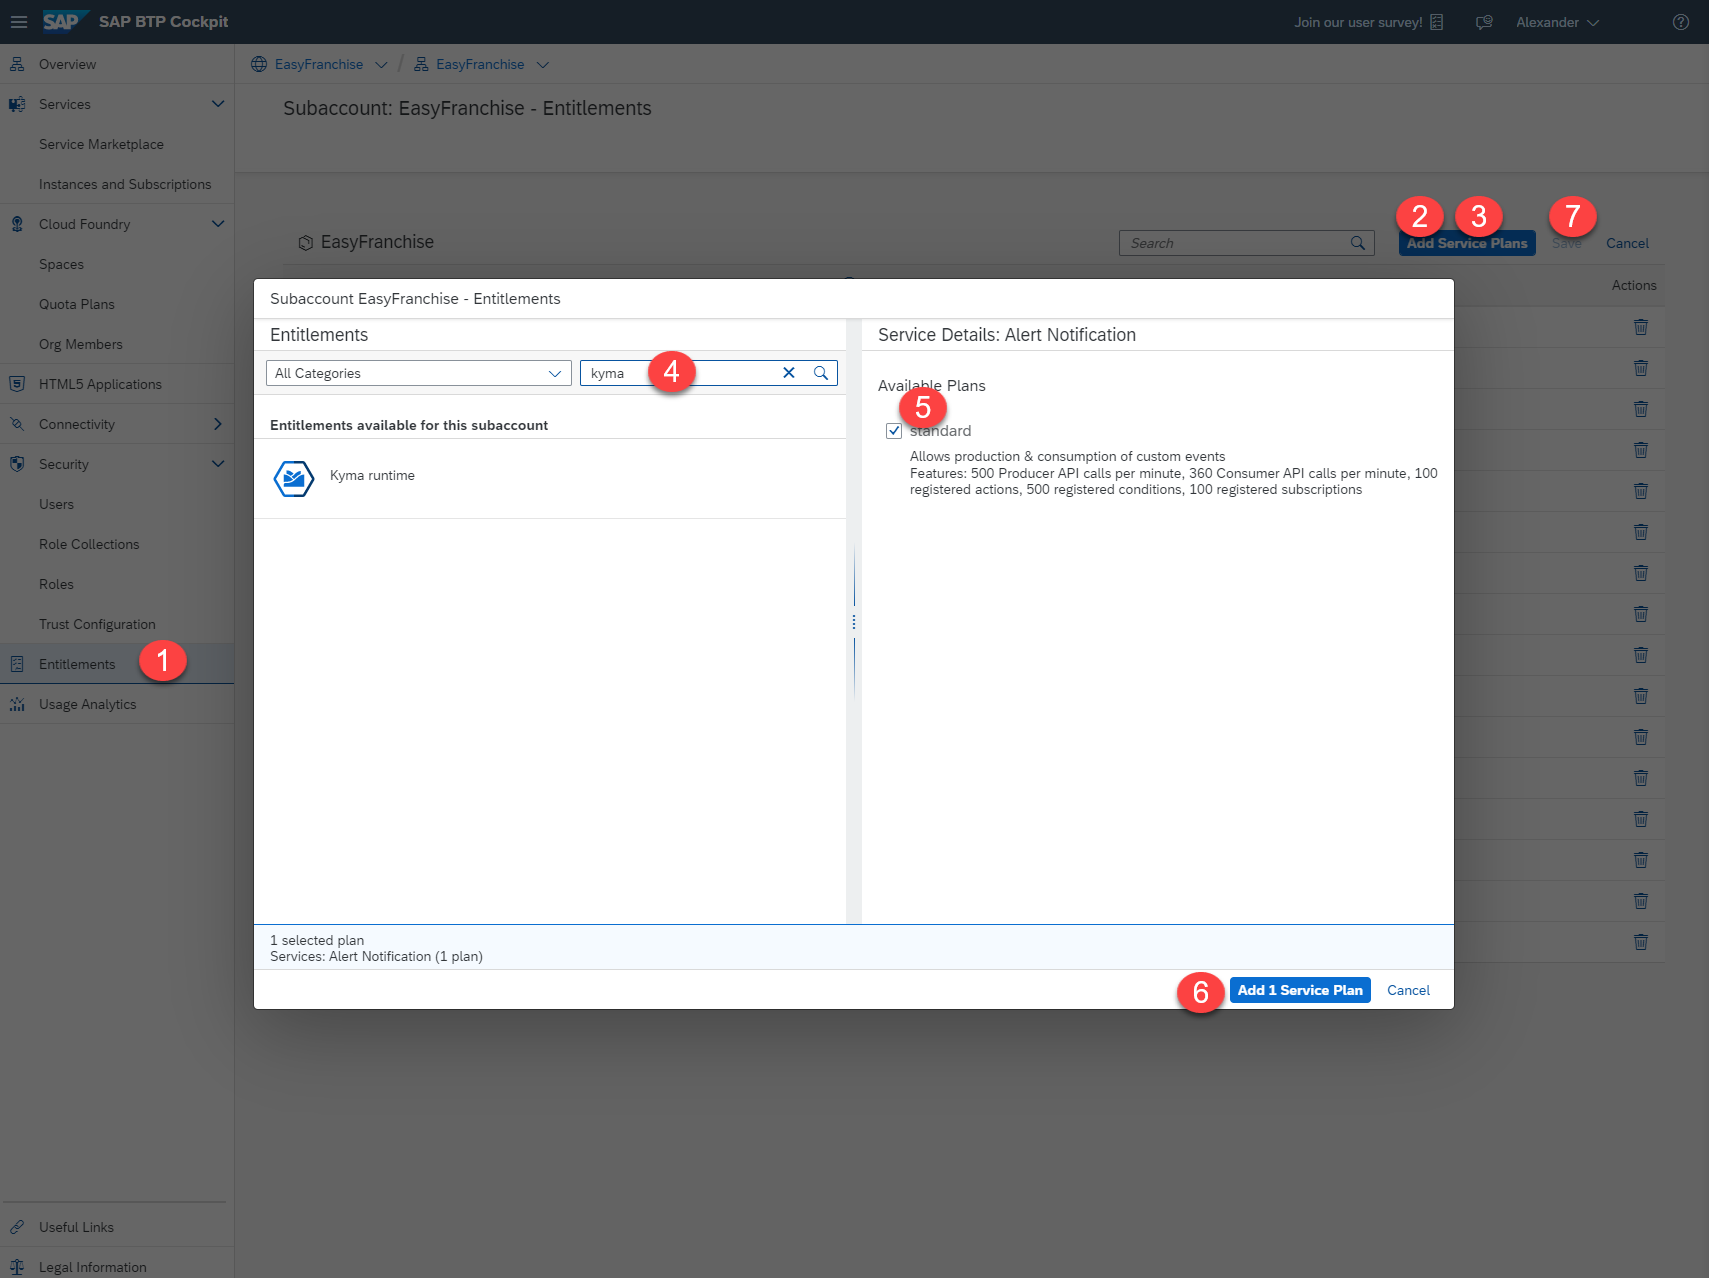 SAP SAP BTP Cockpit
Join our user survey!
Alexander
Overview
Services
Service Marketplace
Instances and Subscriptions
Cloud Foundry
Spaces
Quota Plans
Org Members
HTML5 Applications
Connectivity
Security
Users
Role Collections
Roles
Trust Configuration
Entitlements
1
Usage Analytics
Useful Links
Legal Information
EasyFranchise / EasyFranchise
Subaccount: EasyFranchise - Entitlements
2 3 7
EasyFranchise
Search
Add Service Plans
Save
Cancel
Actions
Subaccount EasyFranchise - Entitlements
Entitlements
All Categories
kyma
4
Entitlements available for this subaccount
Kyma runtime
Service Details: Alert Notification
Available Plans
5
standard
Allows production & consumption of custom events
Features: 500 Producer API calls per minute, 360 Consumer API calls per minute, 100
registered actions, 500 registered conditions, 100 registered subscriptions
1 selected plan
Services: Alert Notification (1 plan)
6
Add 1 Service Plan
Cancel